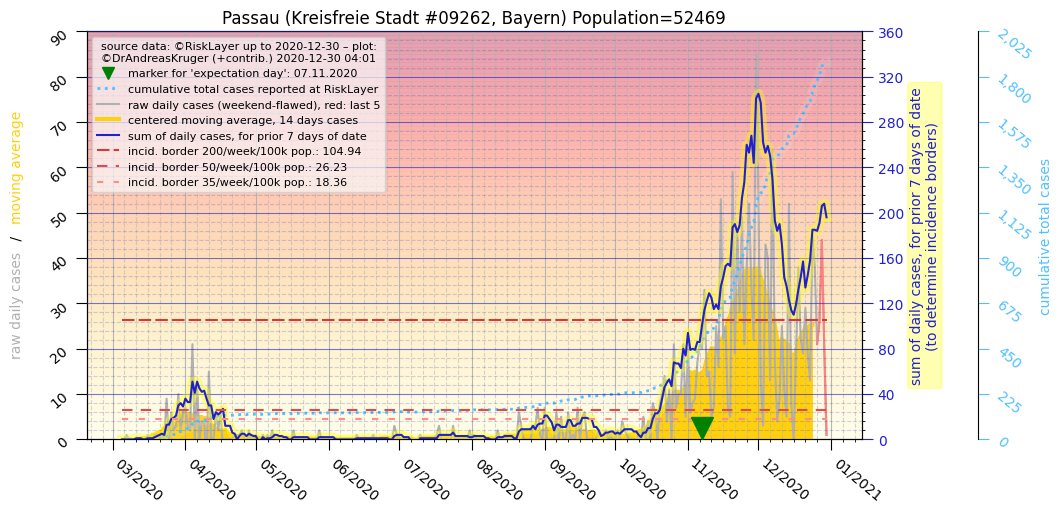 Passau (Kreisfreie Stadt #09262, Bayern) Population=52469
source data: ©RiskLayer up to 2020-12-30 – plot:
©DrAndreasKruger (+contrib.) 2020-12-30 04:01
marker for 'expectation day': 07.11.2020
cumulative total cases reported at RiskLayer
raw daily cases (weekend-flawed), red: last 5
centered moving average, 14 days cases
sum of daily cases, for prior 7 days of date
incid. border 200/week/100k pop.: 104.94
incid. border 50/week/100k pop.: 26.23
incid. border 35/week/100k pop.: 18.36
raw daily cases / moving average
90
80
70
60
50
40
30
20
10
0
03/2020
04/2020
05/2020
06/2020
07/2020
08/2020
09/2020
10/2020
11/2020
12/2020
01/2021
360
320
280
240
200
160
120
80
40
0
sum of daily cases, for prior 7 days of date
(to determine incidence borders)
2,025
1,800
1,575
1,350
1,125
900
675
450
225
0
cumulative total cases